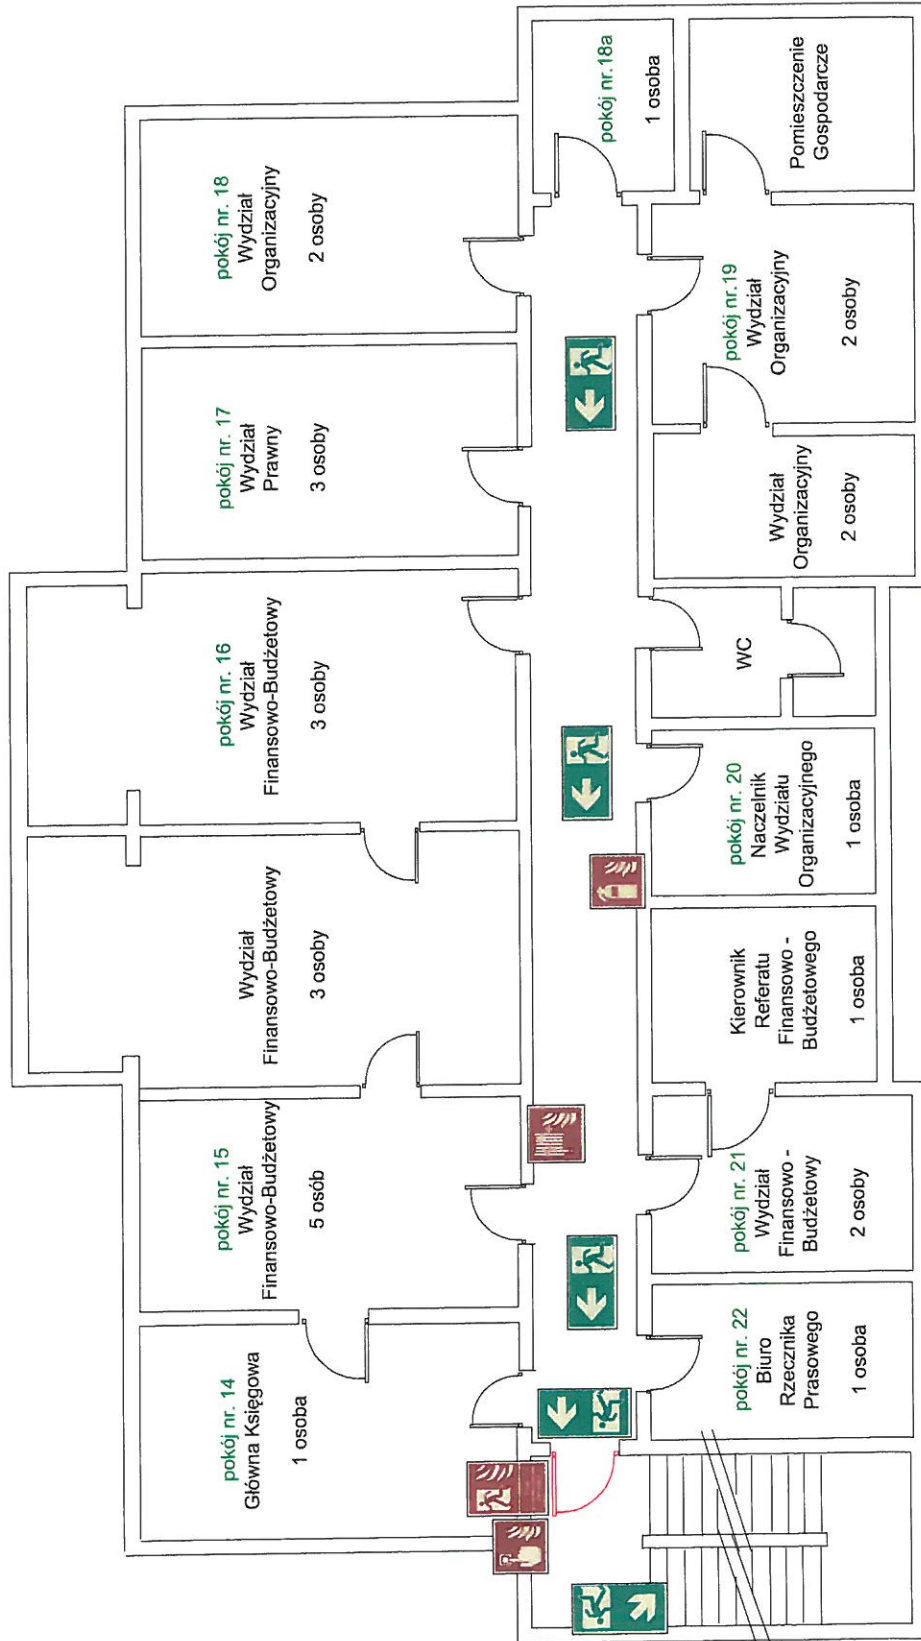 pokój nr. 14
Główna Księgowa
1 osoba
pokój nr. 15
Wydział
Finansowo-Budżetowy
5 osób
Wydział
Finansowo-Budżetowy
3 osoby
pokój nr. 16
Wydział
Finansowo-Budżetowy
3 osoby
pokój nr. 17
Wydział
Prawny
3 osoby
pokój nr. 18
Wydział
Organizacyjny
2 osoby
pokój nr.18a
1 osoba
pokój nr. 22
Biuro
Rzecznika
Prasowego
1 osoba
pokój nr. 21
Wydział
Finansowo -
Budżetowy
2 osoby
Kierownik
Referatu
Finansowo -
Budżetowego
1 osoba
pokój nr. 20
Naczelnik
Wydziału
Organizacyjnego
1 osoba
WC
Wydział
Organizacyjny
2 osoby
pokój nr.19
Wydział
Organizacyjny
2 osoby
Pomieszczenie
Gospodarcze